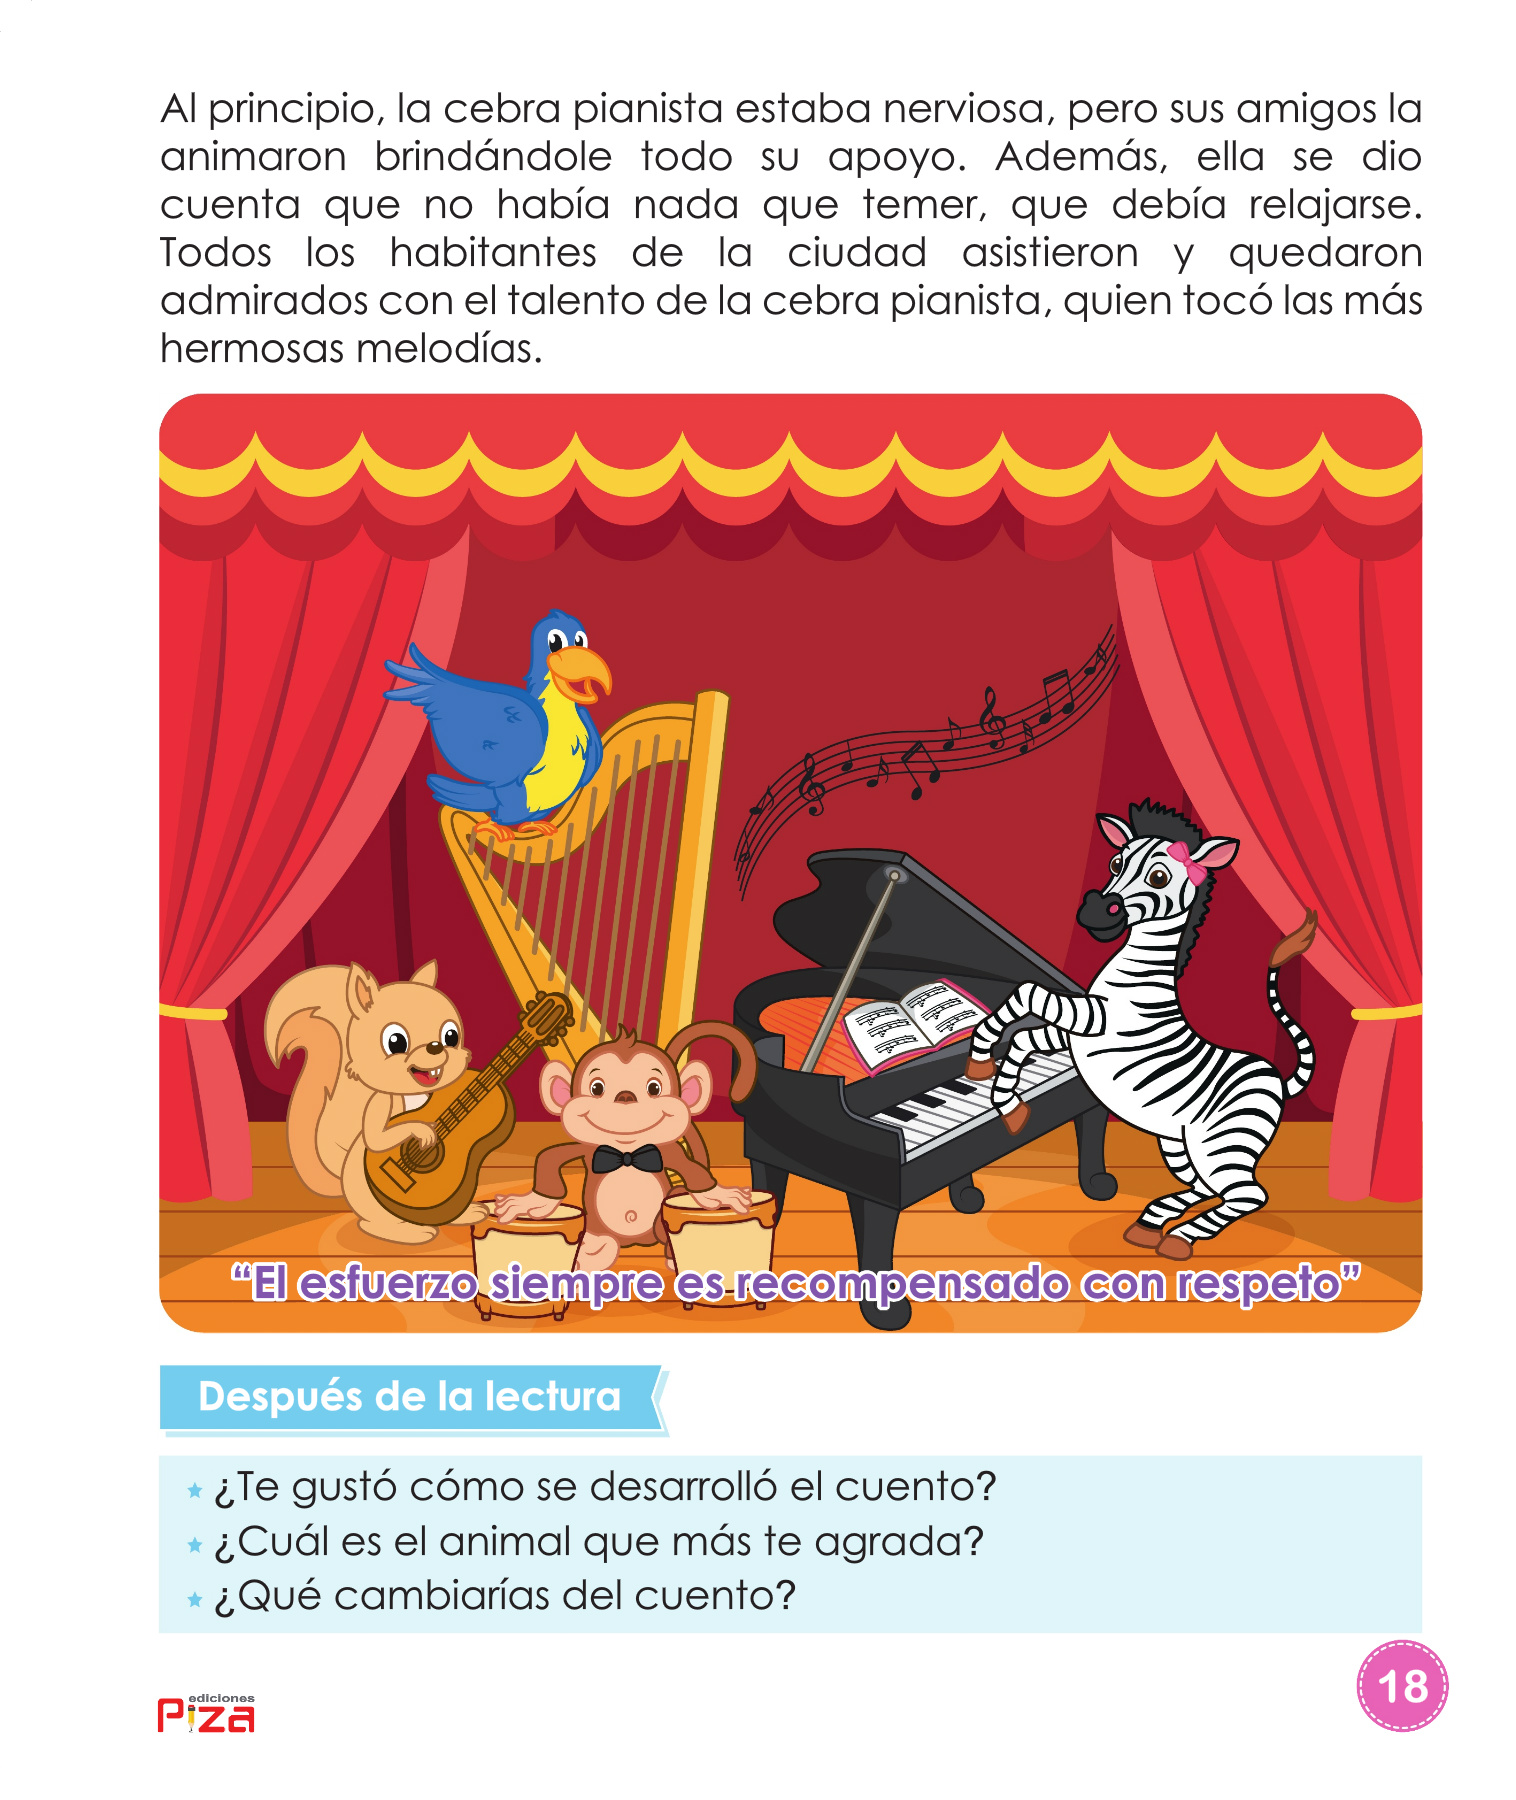 Al principio, la cebra pianista estaba nerviosa, pero sus amigos la
animaron brindándole todo su apoyo. Además, ella se dio
cuenta que no había nada que temer, que debía relajarse.
Todos los habitantes de la ciudad asistieron y quedaron
admirados con el talento de la cebra pianista, quien tocó las más
hermosas melodías.
“El esfuerzo siempre es recompensado con respeto”
Después de la lectura
¿Te gustó cómo se desarrolló el cuento?
¿Cuál es el animal que más te agrada?
¿Qué cambiarías del cuento?
ediciones
Piza
18